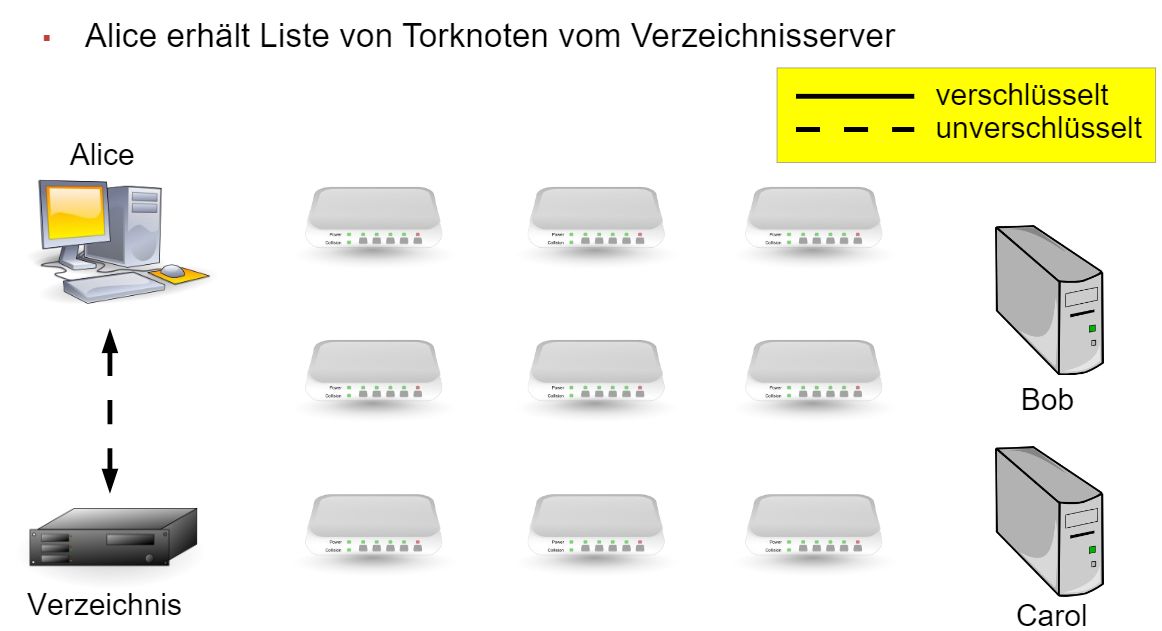 Alice erhält Liste von Torknoten vom Verzeichnisserver
verschlüsselt
unverschlüsselt
Alice
Power
Collision
Power
Collision
Power
Collision
Power
Collision
Power
Collision
Power
Collision
Bob
Power
Collision
Power
Collision
Power
Collision
Verzeichnis
Carol